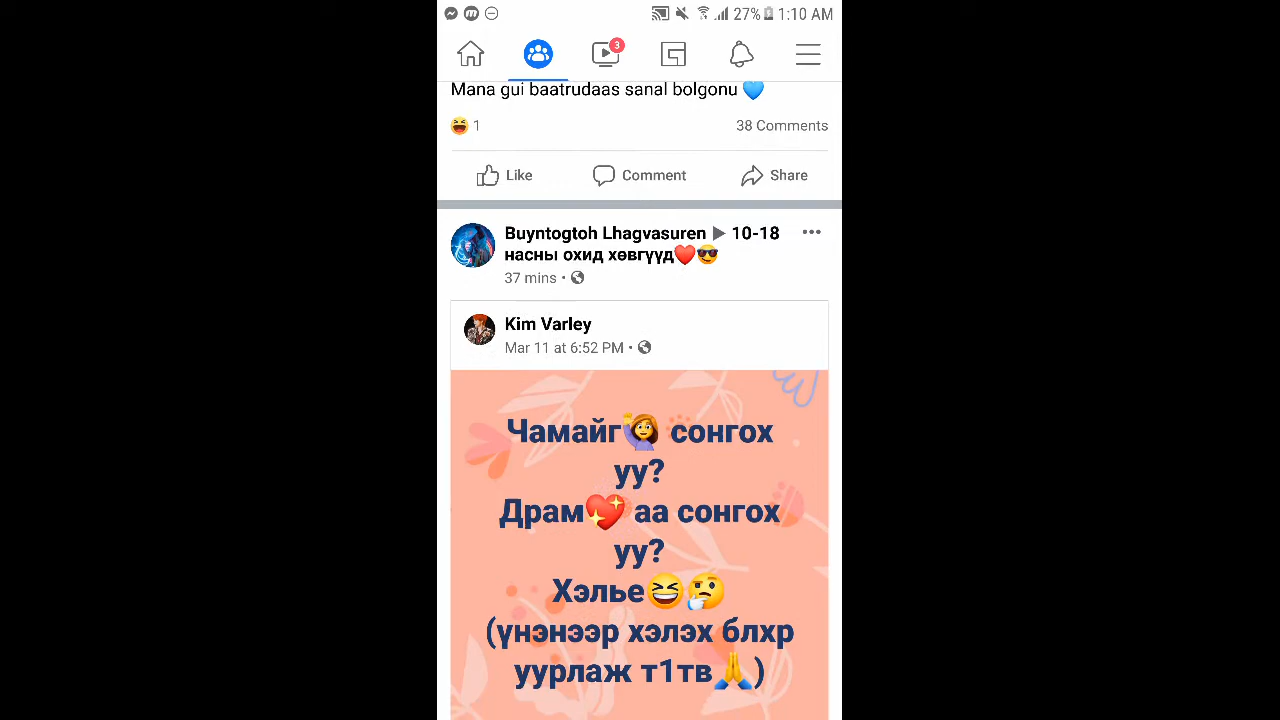 27% 1:10 AM
3
Mana gui baatrudaas sanal bolgonu 💙
😆 1 38 Comments
Like Comment Share
Buyntogtoh Lhagvasuren ▶ 10-18
насны охид хөвгүүд❤️😎
37 mins •
Kim Varley
Mar 11 at 6:52 PM •
Чамайг🙋‍♀️ сонгох
уу?
Драм💖 аа сонгох
уу?
Хэлье😆🤔
(үнэнээр хэлэх блхр
уурлаж т1тв🙏)